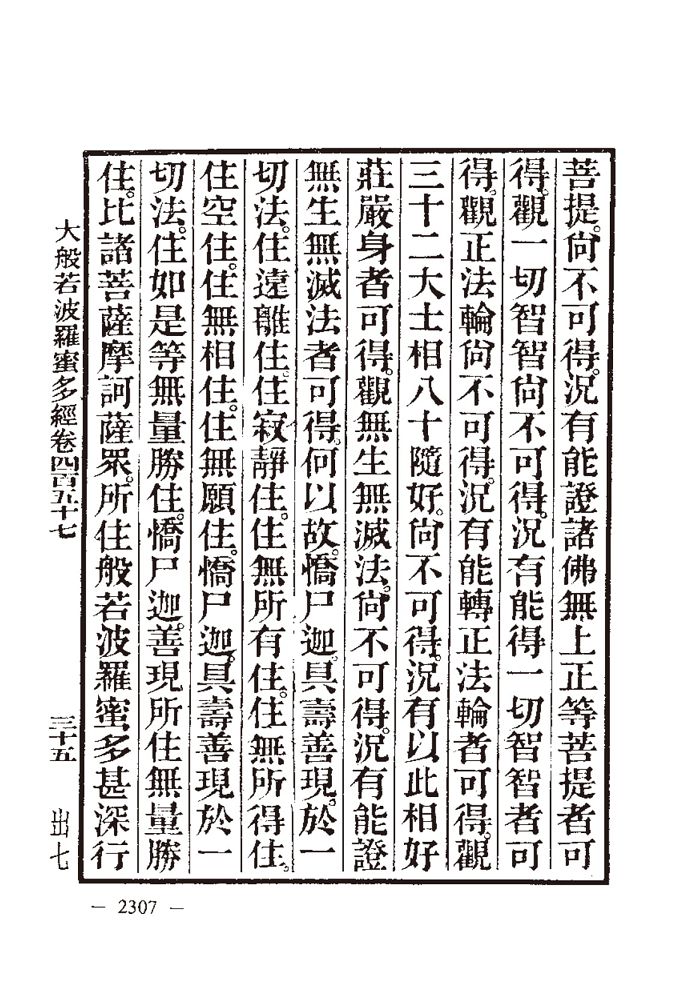 菩提。尙不可得。況有能證諸佛無上正等菩提者可
得。觀一切智智尙不可得。況有能得一切智智者可
得。觀正法輪尙不可得。況有能轉正法輪者可得。觀
三十二大士相八十隨好。尙不可得。況有以此相好
莊嚴身者可得。觀無生無滅法。尙不可得。況有能證
無生無滅法者可得。何以故。憍尸迦。具壽善現。於一
切法。住遠離住。住寂靜住。住無所有住。住無所得住。
住空住。住無相住。住無願住。憍尸迦。具壽善現於一
切法。住如是等無量勝住。憍尸迦。善現所住無量勝
住。比諸菩薩摩訶薩眾。所住般若波羅蜜多甚深行
大般若波羅蜜多經卷四百五十七 三十五 出七
— 2307 —